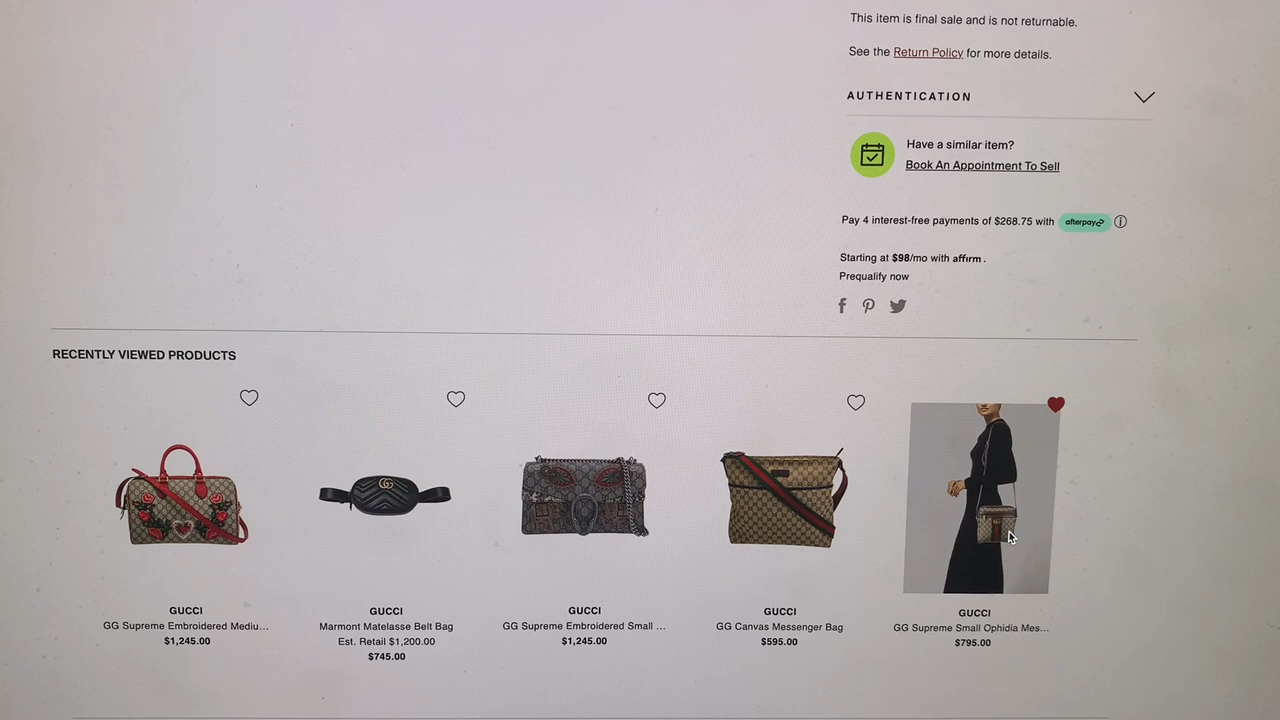 This item is final sale and is not returnable.
See the Return Policy for more details.
AUTHENTICATION
Have a similar item?
Book An Appointment To Sell
Pay 4 interest-free payments of $268.75 with afterpay
Starting at $98/mo with affirm.
Prequalify now
RECENTLY VIEWED PRODUCTS
GUCCI
GG Supreme Embroidered Mediu...
$1,245.00
GUCCI
Marmont Matelasse Belt Bag
Est. Retail $1,200.00
$745.00
GUCCI
GG Supreme Embroidered Small ...
$1,245.00
GUCCI
GG Canvas Messenger Bag
$595.00
GUCCI
GG Supreme Small Ophidia Mes...
$795.00